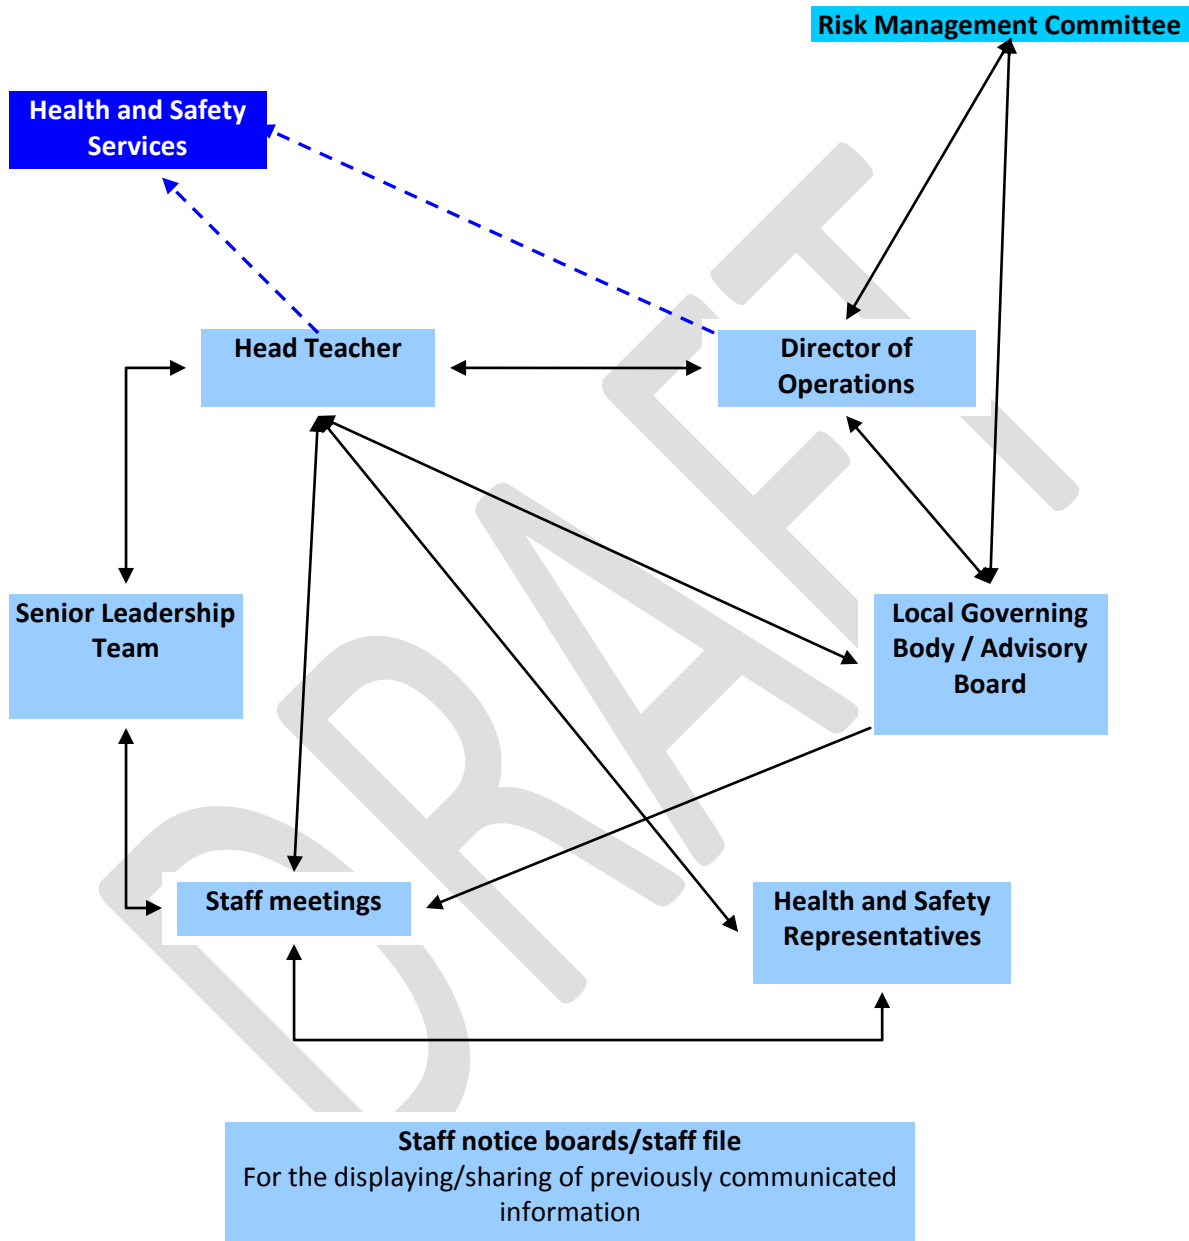 Risk Management Committee
Health and Safety
Services
Head Teacher
Director of
Operations
Senior Leadership
Team
Local Governing
Body / Advisory
Board
Staff meetings
Health and Safety
Representatives
Staff notice boards/staff file
For the displaying/sharing of previously communicated
information
DRAFT